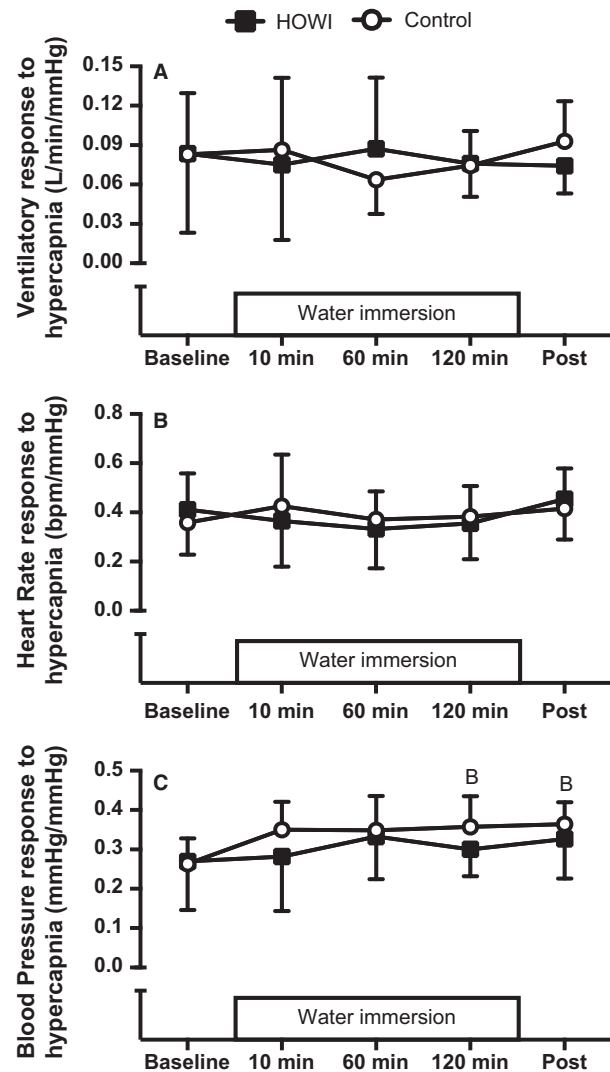 HOWI Control
A
Ventilatory response to
hypercapnia (L/min/mmHg)
0.15
0.12
0.09
0.06
0.03
0.00
Water immersion
Baseline 10 min 60 min 120 min Post
B
Heart Rate response to
hypercapnia (bpm/mmHg)
0.8
0.6
0.4
0.2
0.0
Water immersion
Baseline 10 min 60 min 120 min Post
C
Blood Pressure response to
hypercapnia (mmHg/mmHg)
0.5
0.4
0.3
0.2
0.1
0.0
B B
Water immersion
Baseline 10 min 60 min 120 min Post